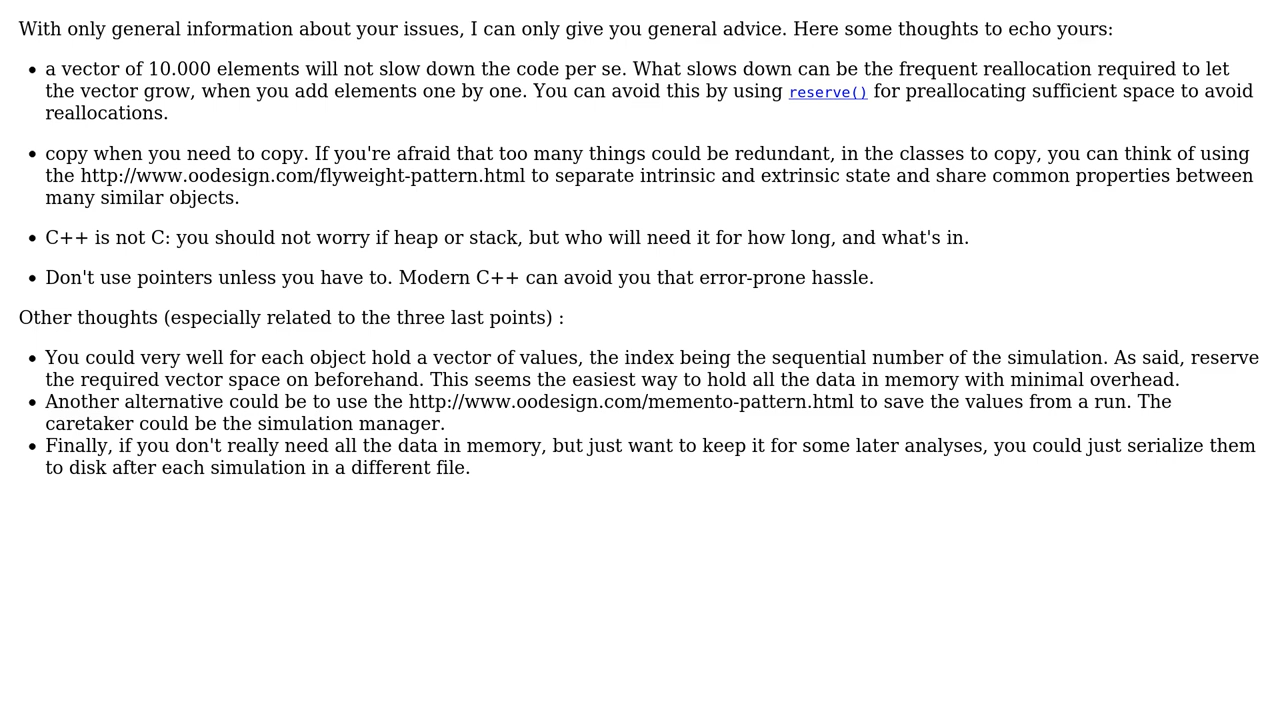 With only general information about your issues, I can only give you general advice. Here some thoughts to echo yours:
• a vector of 10.000 elements will not slow down the code per se. What slows down can be the frequent reallocation required to let
the vector grow, when you add elements one by one. You can avoid this by using reserve() for preallocating sufficient space to avoid
reallocations.
• copy when you need to copy. If you're afraid that too many things could be redundant, in the classes to copy, you can think of using
the http://www.oodesign.com/flyweight-pattern.html to separate intrinsic and extrinsic state and share common properties between
many similar objects.
• C++ is not C: you should not worry if heap or stack, but who will need it for how long, and what's in.
• Don't use pointers unless you have to. Modern C++ can avoid you that error-prone hassle.
Other thoughts (especially related to the three last points) :
• You could very well for each object hold a vector of values, the index being the sequential number of the simulation. As said, reserve
the required vector space on beforehand. This seems the easiest way to hold all the data in memory with minimal overhead.
• Another alternative could be to use the http://www.oodesign.com/memento-pattern.html to save the values from a run. The
caretaker could be the simulation manager.
• Finally, if you don't really need all the data in memory, but just want to keep it for some later analyses, you could just serialize them
to disk after each simulation in a different file.